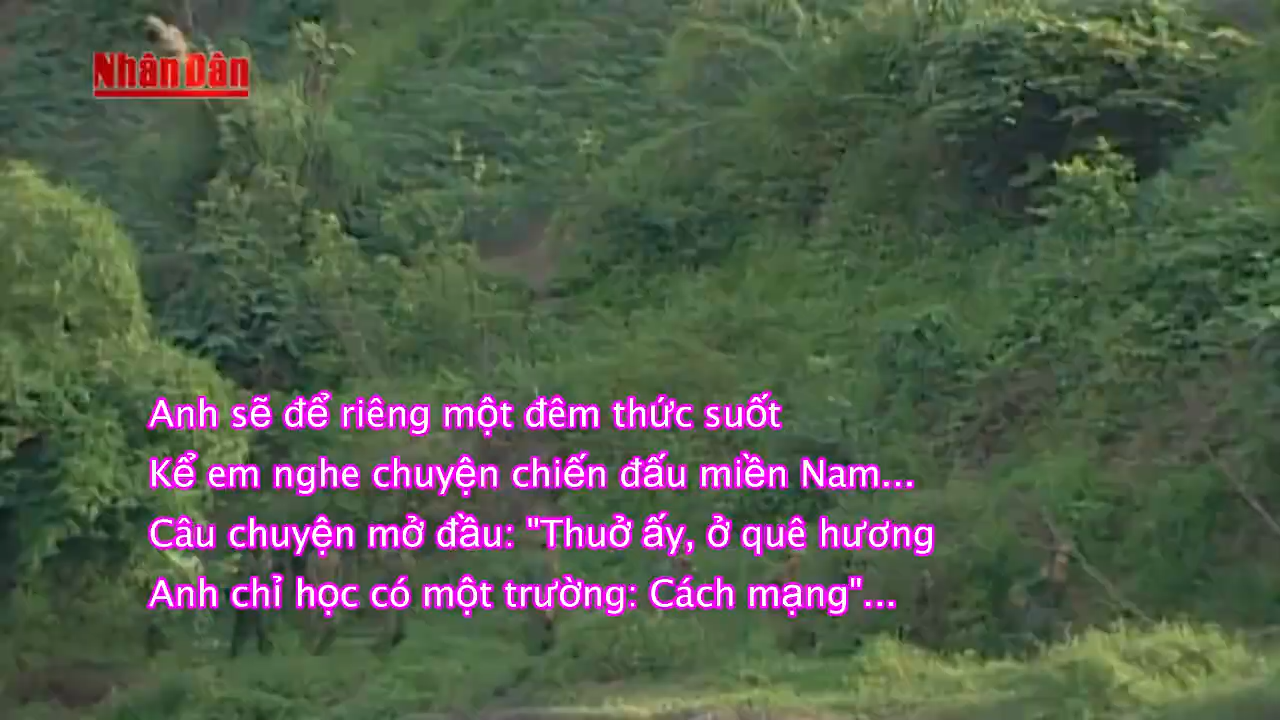 Nhân Dân
Anh sẽ để riêng một đêm thức suốt
Kể em nghe chuyện chiến đấu miền Nam...
Câu chuyện mở đầu: "Thuở ấy, ở quê hương
Anh chỉ học có một trường: Cách mạng"...